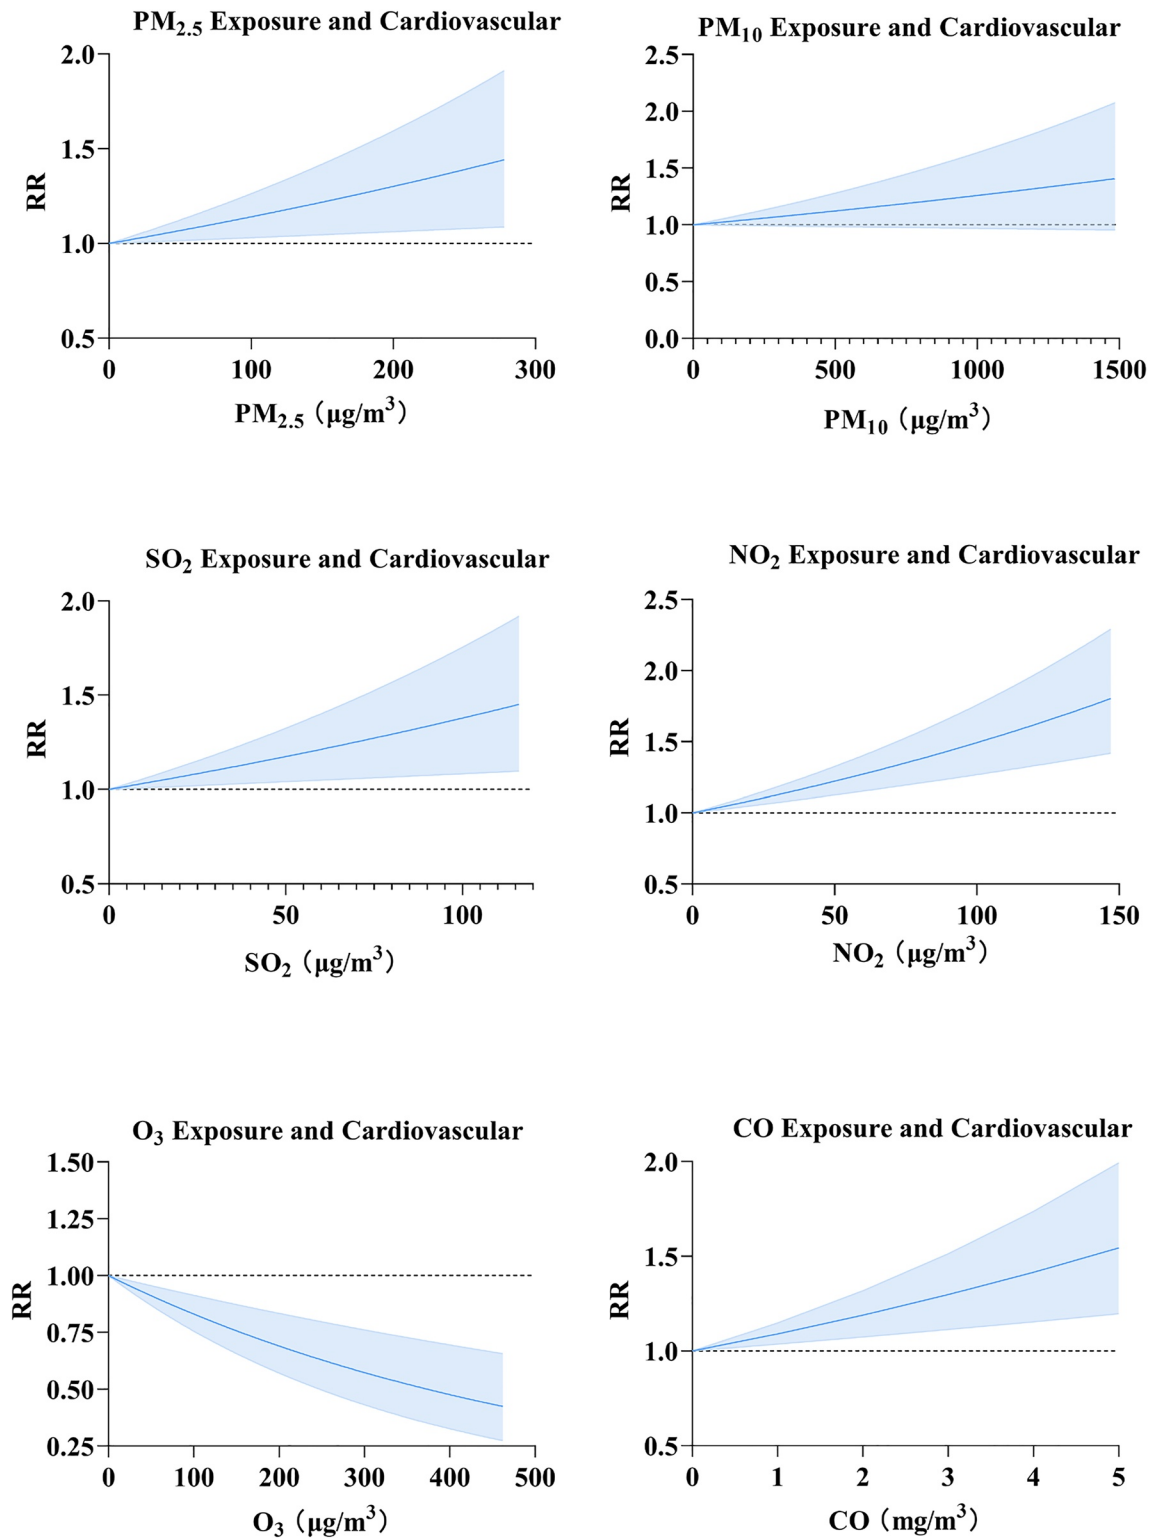 PM2.5 Exposure and Cardiovascular
2.0
1.5
1.0
0.5
RR
0 100 200 300
PM2.5 (μg/m³)
PM10 Exposure and Cardiovascular
2.5
2.0
1.5
1.0
0.5
0.0
RR
0 500 1000 1500
PM10 (μg/m³)
SO2 Exposure and Cardiovascular
2.0
1.5
1.0
0.5
RR
0 50 100
SO2 (μg/m³)
NO2 Exposure and Cardiovascular
2.5
2.0
1.5
1.0
0.5
RR
0 50 100 150
NO2 (μg/m³)
O3 Exposure and Cardiovascular
1.50
1.25
1.00
0.75
0.50
0.25
RR
0 100 200 300 400 500
O3 (μg/m³)
CO Exposure and Cardiovascular
2.0
1.5
1.0
0.5
RR
0 1 2 3 4 5
CO (mg/m³)